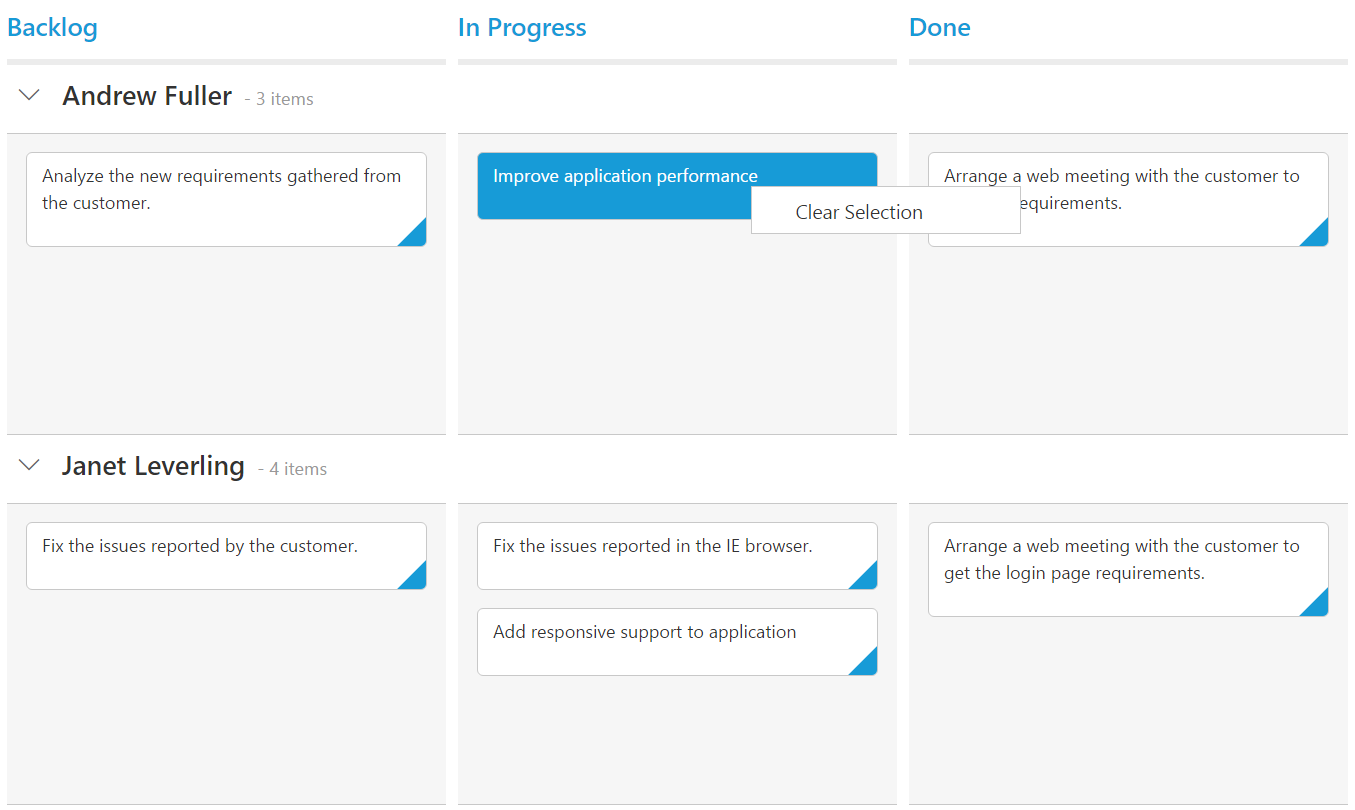 Backlog
In Progress
Done
Andrew Fuller - 3 items
Analyze the new requirements gathered from
the customer.
Improve application performance
Clear Selection
Arrange a web meeting with the customer to
requirements.
Janet Leverling - 4 items
Fix the issues reported by the customer.
Fix the issues reported in the IE browser.
Add responsive support to application
Arrange a web meeting with the customer to
get the login page requirements.